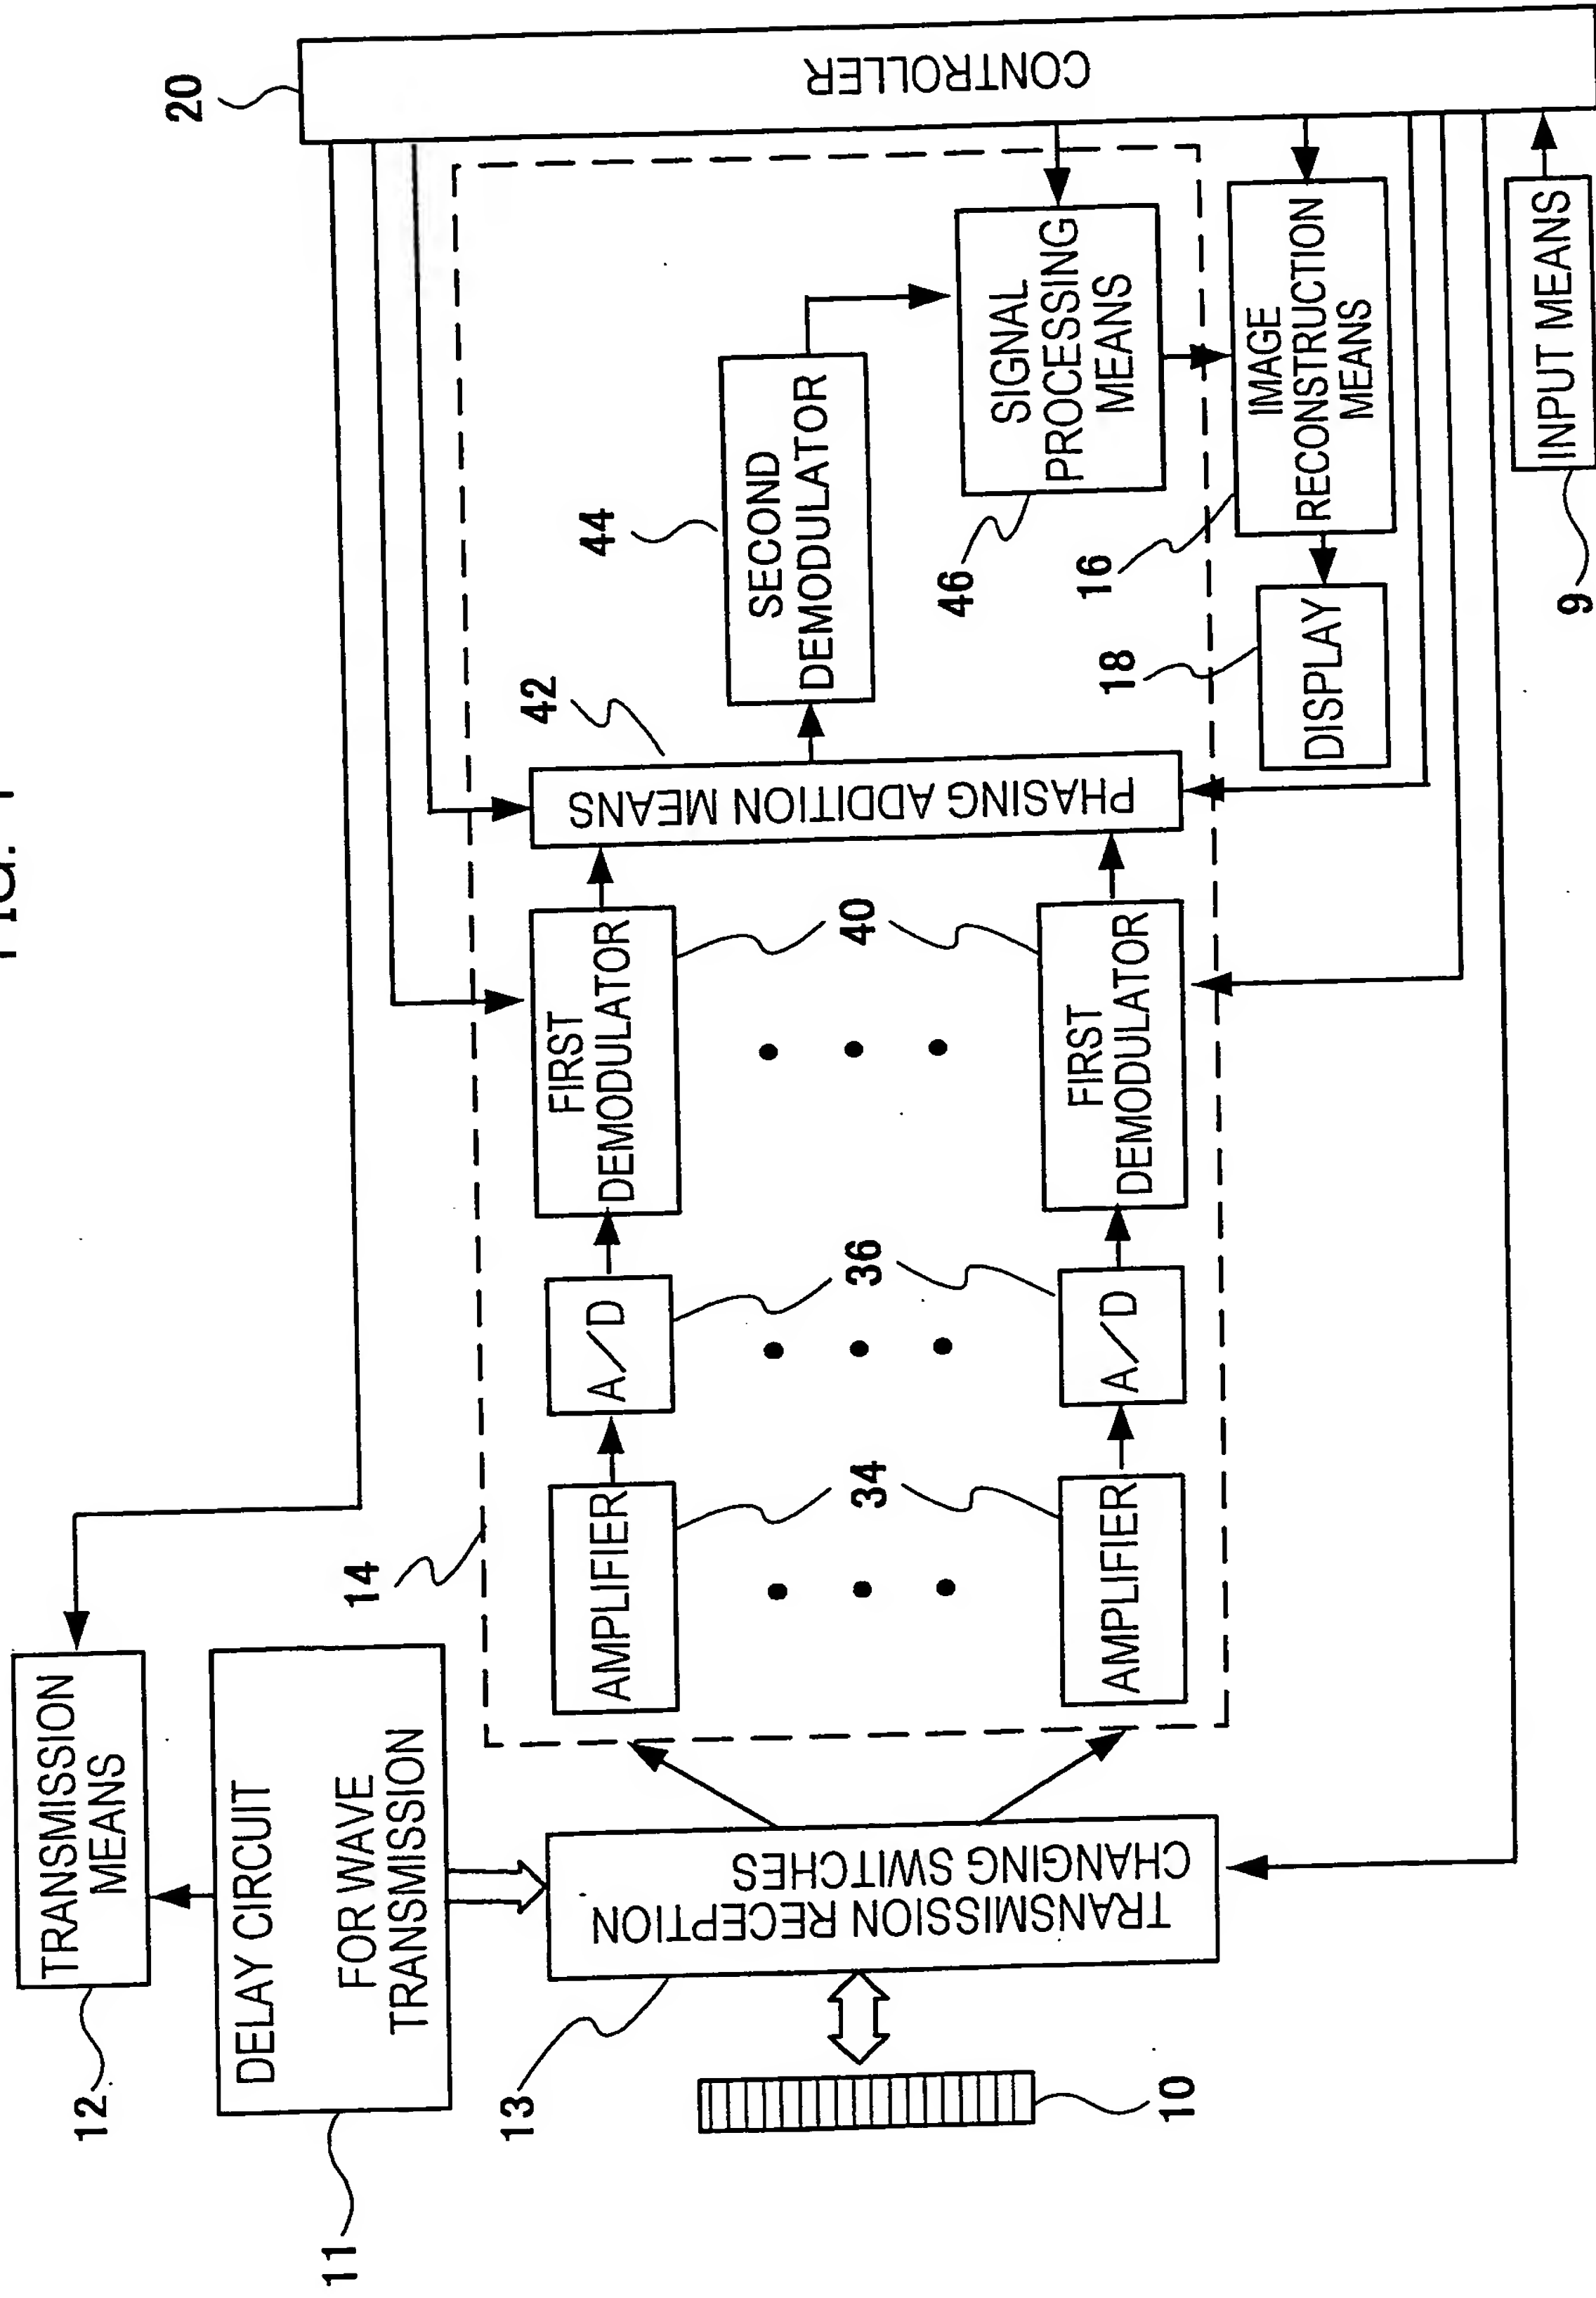 FIG. 1
20
CONTROLLER
44
SECOND
DEMODULATOR
SIGNAL
PROCESSING
MEANS
46
IMAGE
RECONSTRUCTION
MEANS
16
INPUT MEANS
9
DISPLAY
18
42
PHASING ADDITION MEANS
FIRST
DEMODULATOR
40
FIRST
DEMODULATOR
A/D
36
A/D
14
AMPLIFIER
34
AMPLIFIER
TRANSMISSION
MEANS
12
DELAY CIRCUIT
FOR WAVE
TRANSMISSION
11
TRANSMISSION RECEPTION
CHANGING SWITCHES
13
10